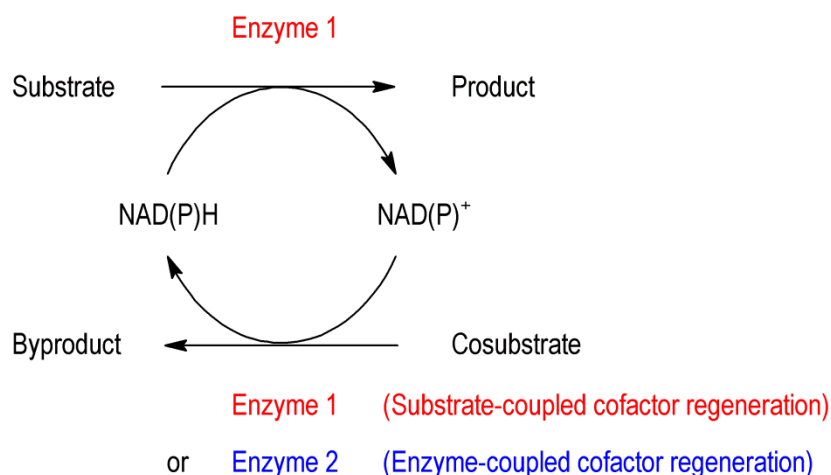 Enzyme 1
Substrate Product
NAD(P)H NAD(P)⁺
Byproduct Cosubstrate
Enzyme 1 (Substrate-coupled cofactor regeneration)
or Enzyme 2 (Enzyme-coupled cofactor regeneration)